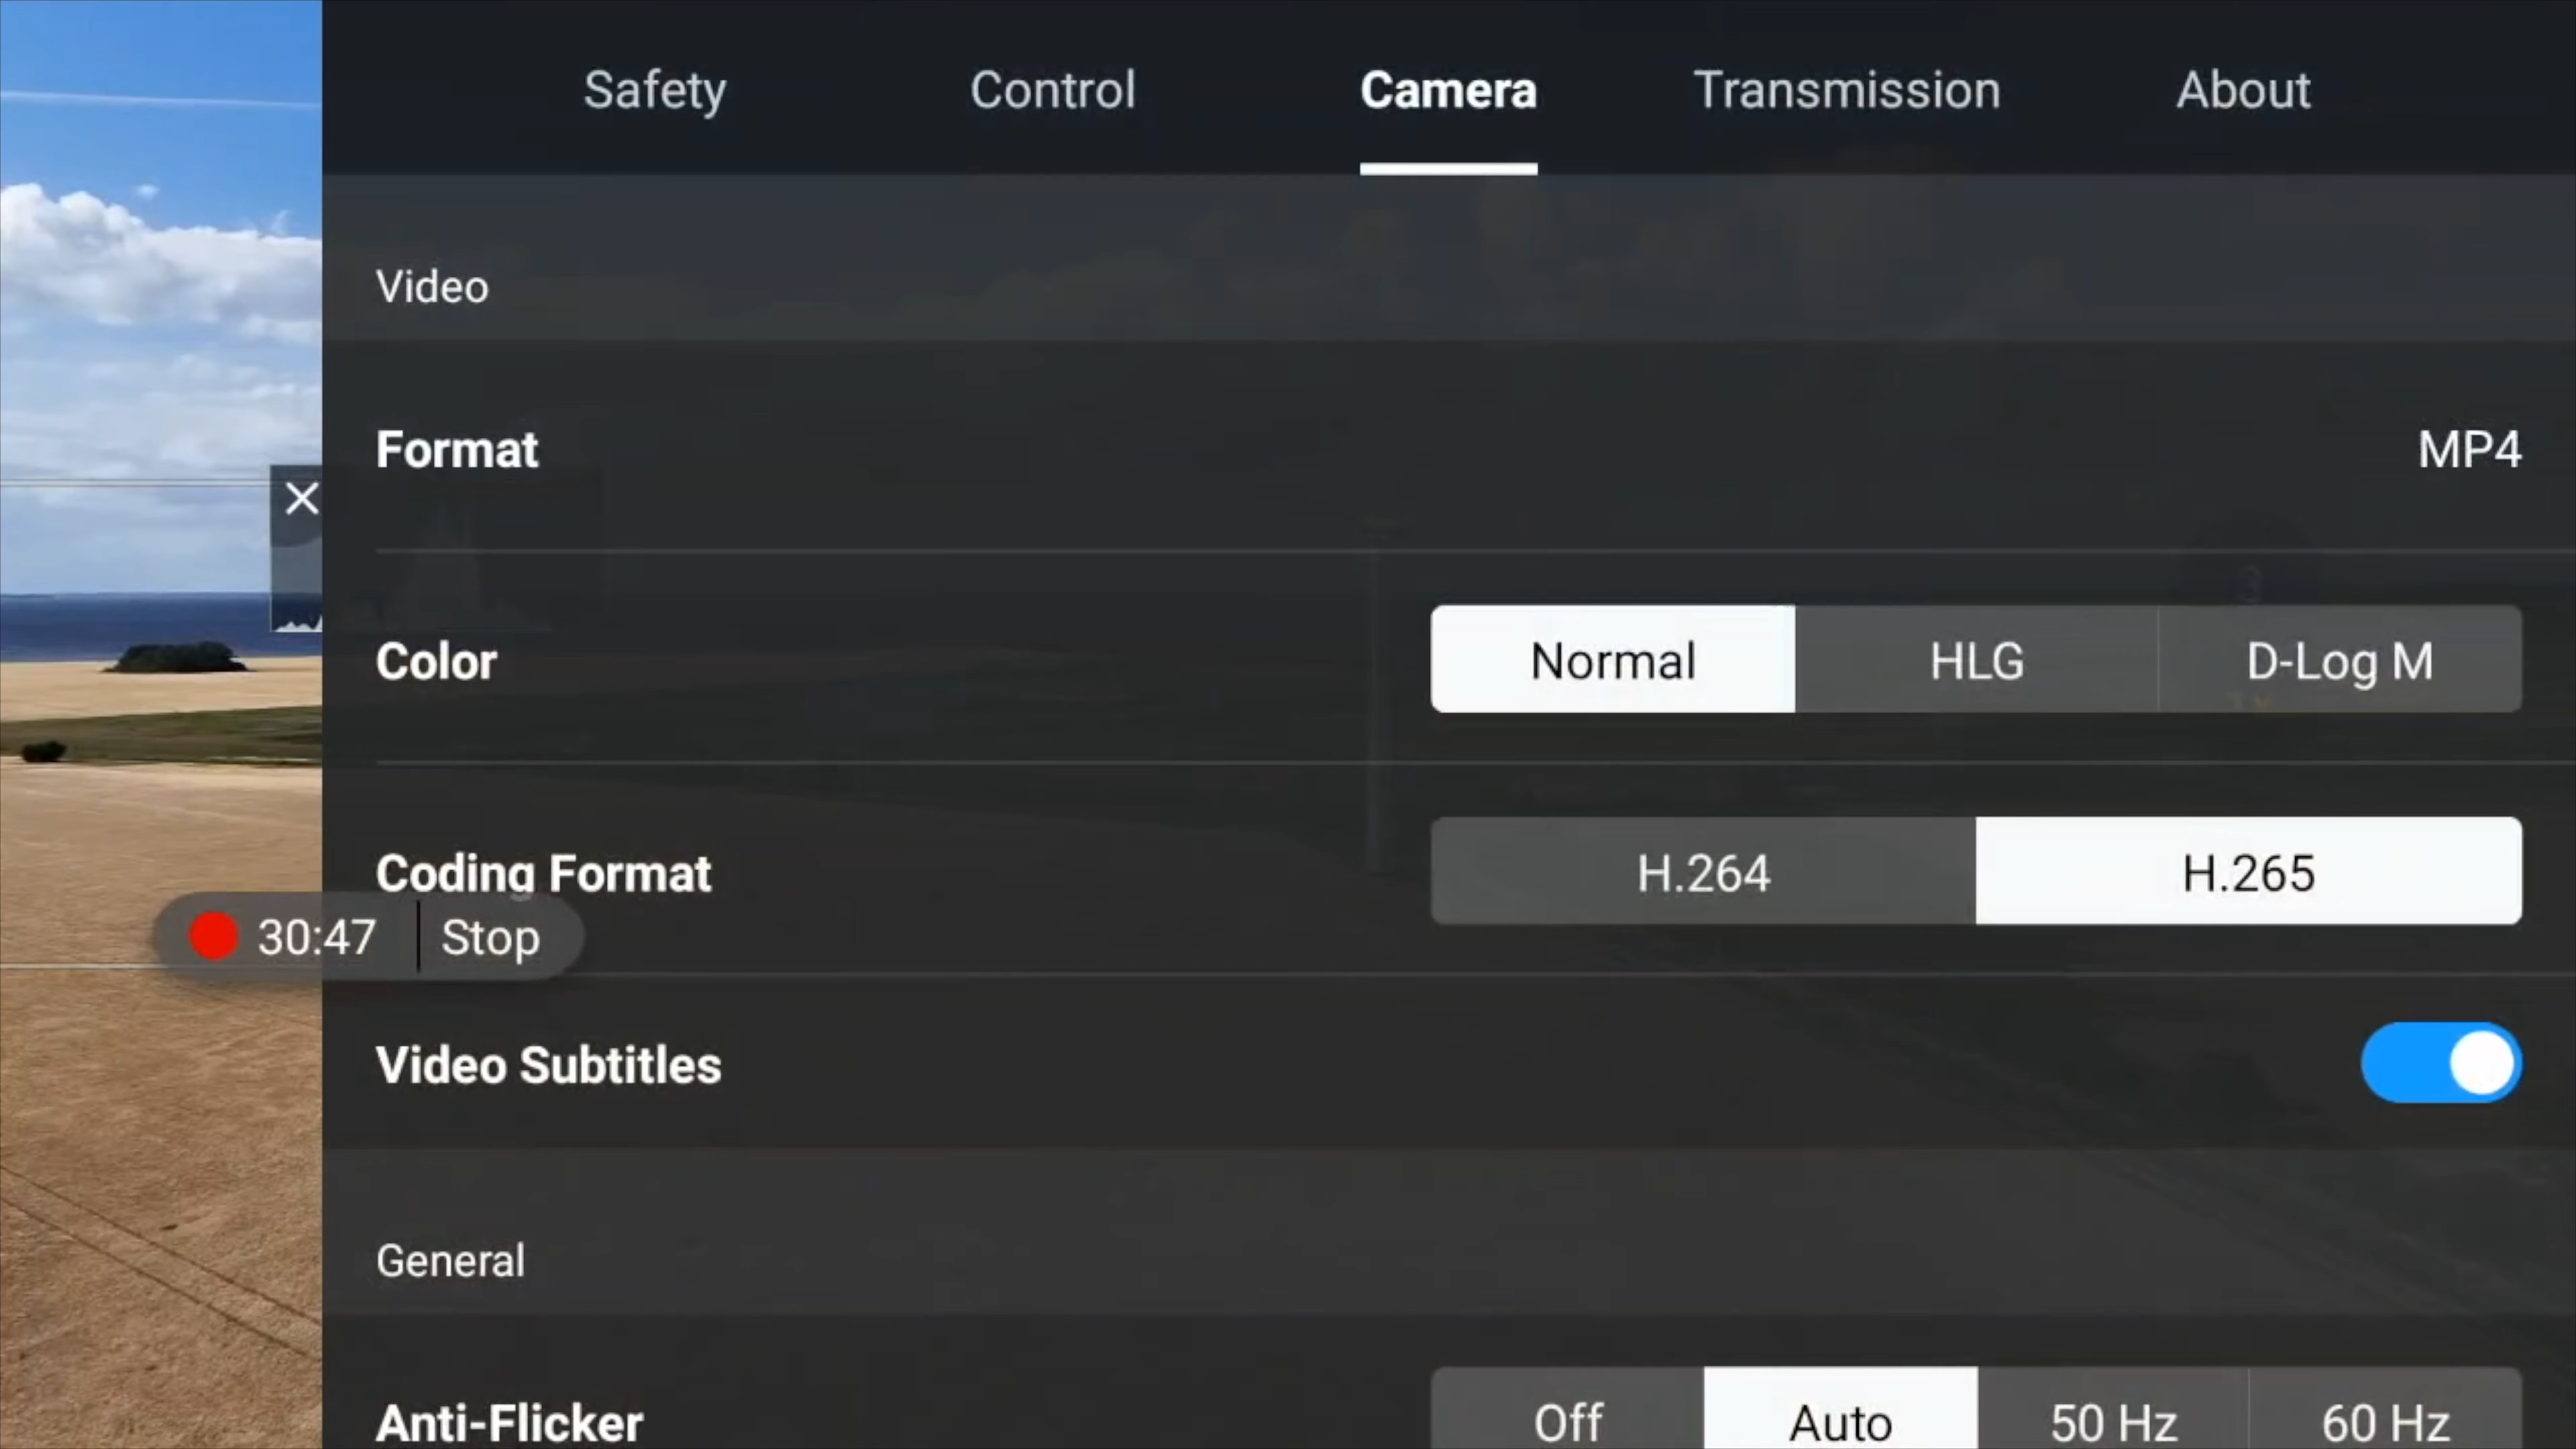 Safety Control Camera Transmission About
Video
Format MP4
Color Normal HLG D-Log M
Coding Format H.264 H.265
30:47 Stop
Video Subtitles
General
Anti-Flicker Off Auto 50 Hz 60 Hz